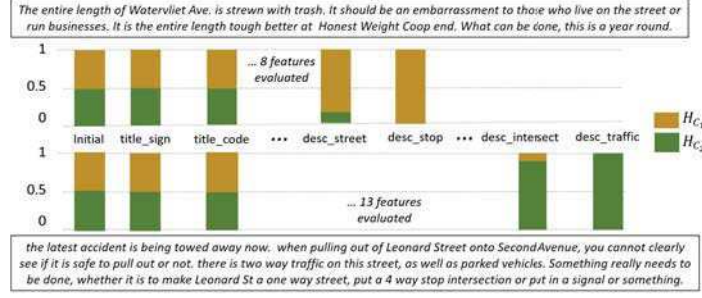 The entire length of Watervliet Ave. is strewn with trash. It should be an embarrassment to those who live on the street or
run businesses. It is the entire length tough better at Honest Weight Coop end. What can be done, this is a year round.
1
0.5
0
... 8 features
evaluated
H_C1
H_C2
Initial title_sign title_code ... desc_street desc_stop ... desc_intersect desc_traffic
1
0.5
0
... 13 features
evaluated
the latest accident is being towed away now. when pulling out of Leonard Street onto Second Avenue, you cannot clearly
see if it is safe to pull out or not. there is two way traffic on this street, as well as parked vehicles. Something really needs to
be done, whether it is to make Leonard St a one way street, put a 4 way stop intersection or put in a signal or something.